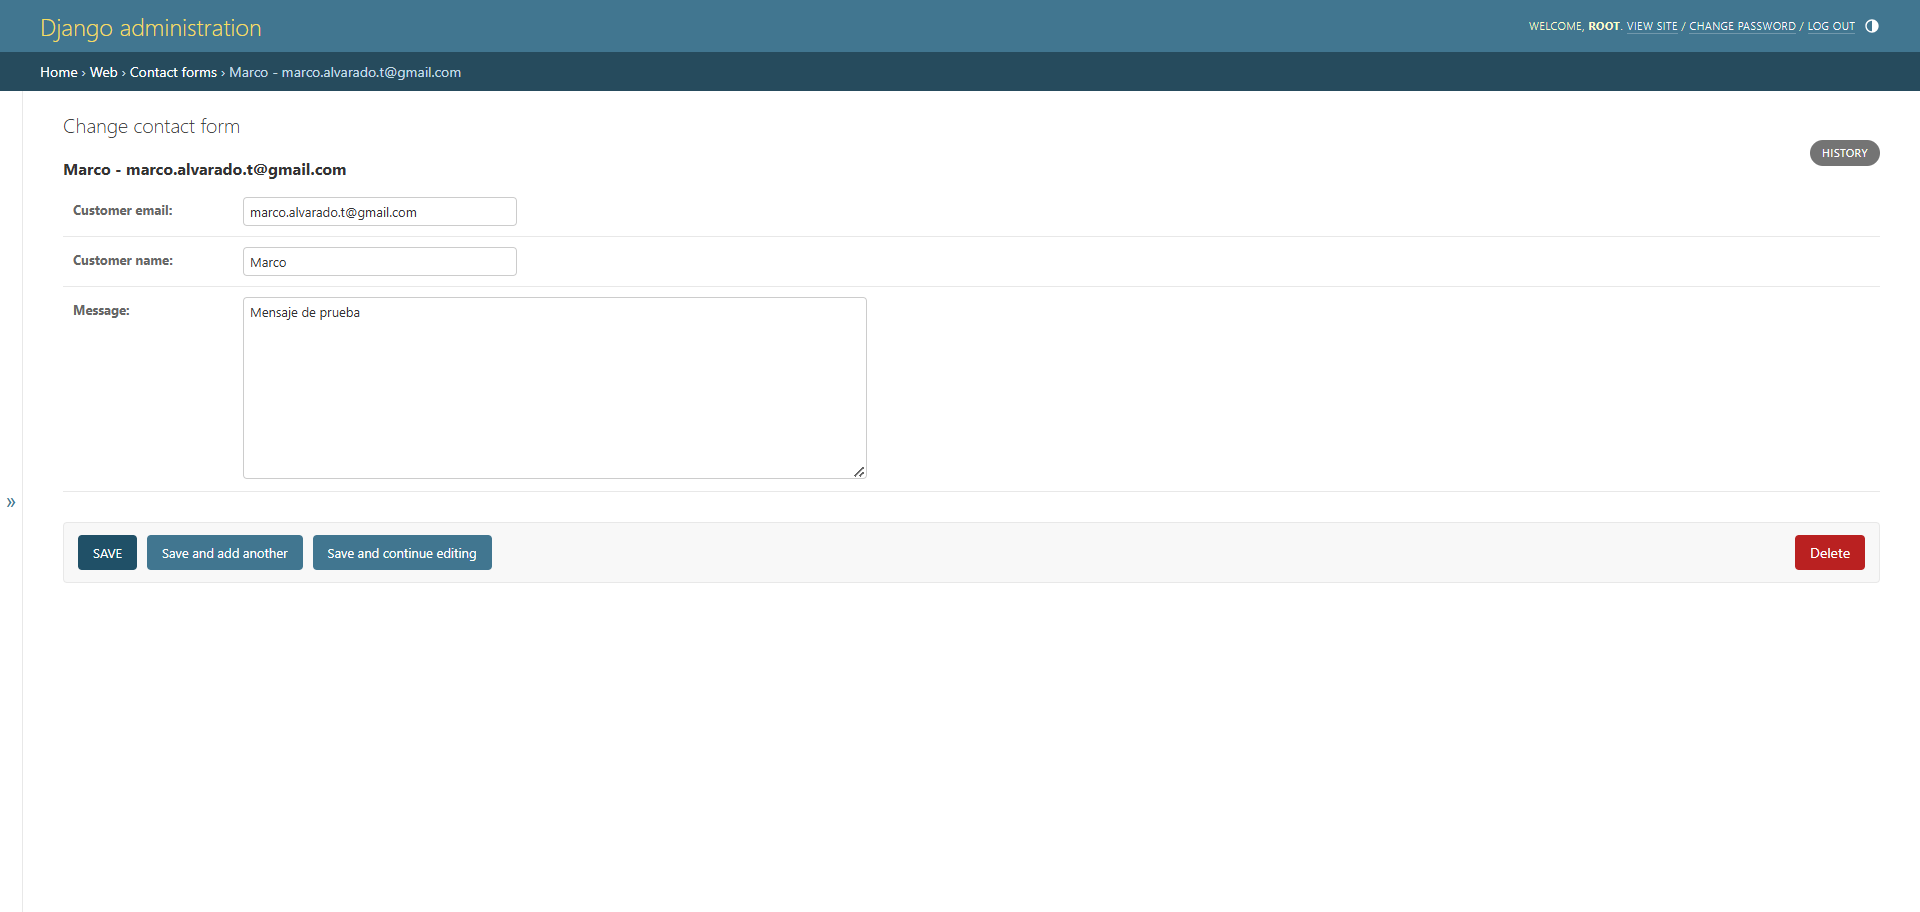 Django administration
WELCOME, ROOT. VIEW SITE / CHANGE PASSWORD / LOG OUT
Home › Web › Contact forms › Marco - marco.alvarado.t@gmail.com
Change contact form
HISTORY
Marco - marco.alvarado.t@gmail.com
Customer email: marco.alvarado.t@gmail.com
Customer name: Marco
Message: Mensaje de prueba
»
SAVE Save and add another Save and continue editing Delete